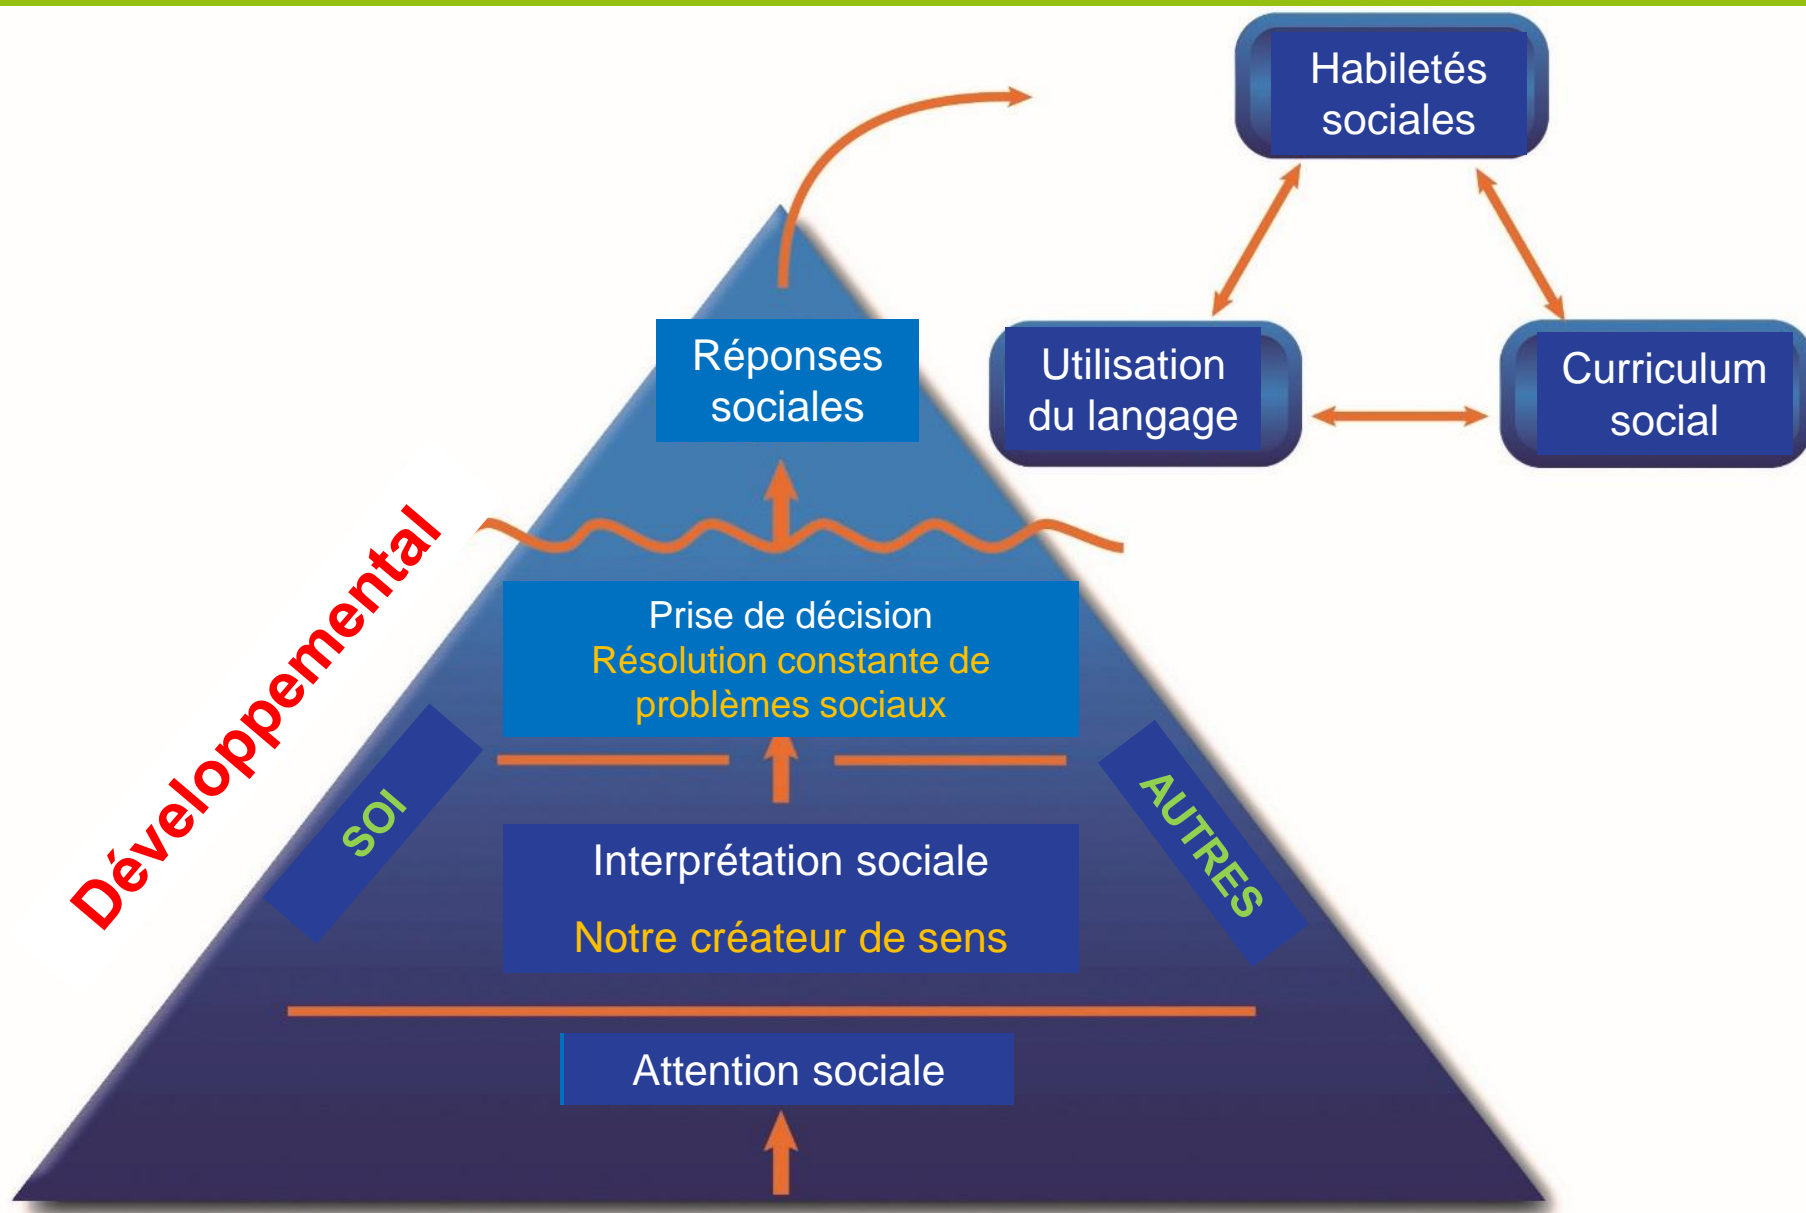 Habiletés
sociales
Réponses
sociales
Utilisation
du langage
Curriculum
social
Développemental
Prise de décision
Résolution constante de
problèmes sociaux
SOI
AUTRES
Interprétation sociale
Notre créateur de sens
Attention sociale